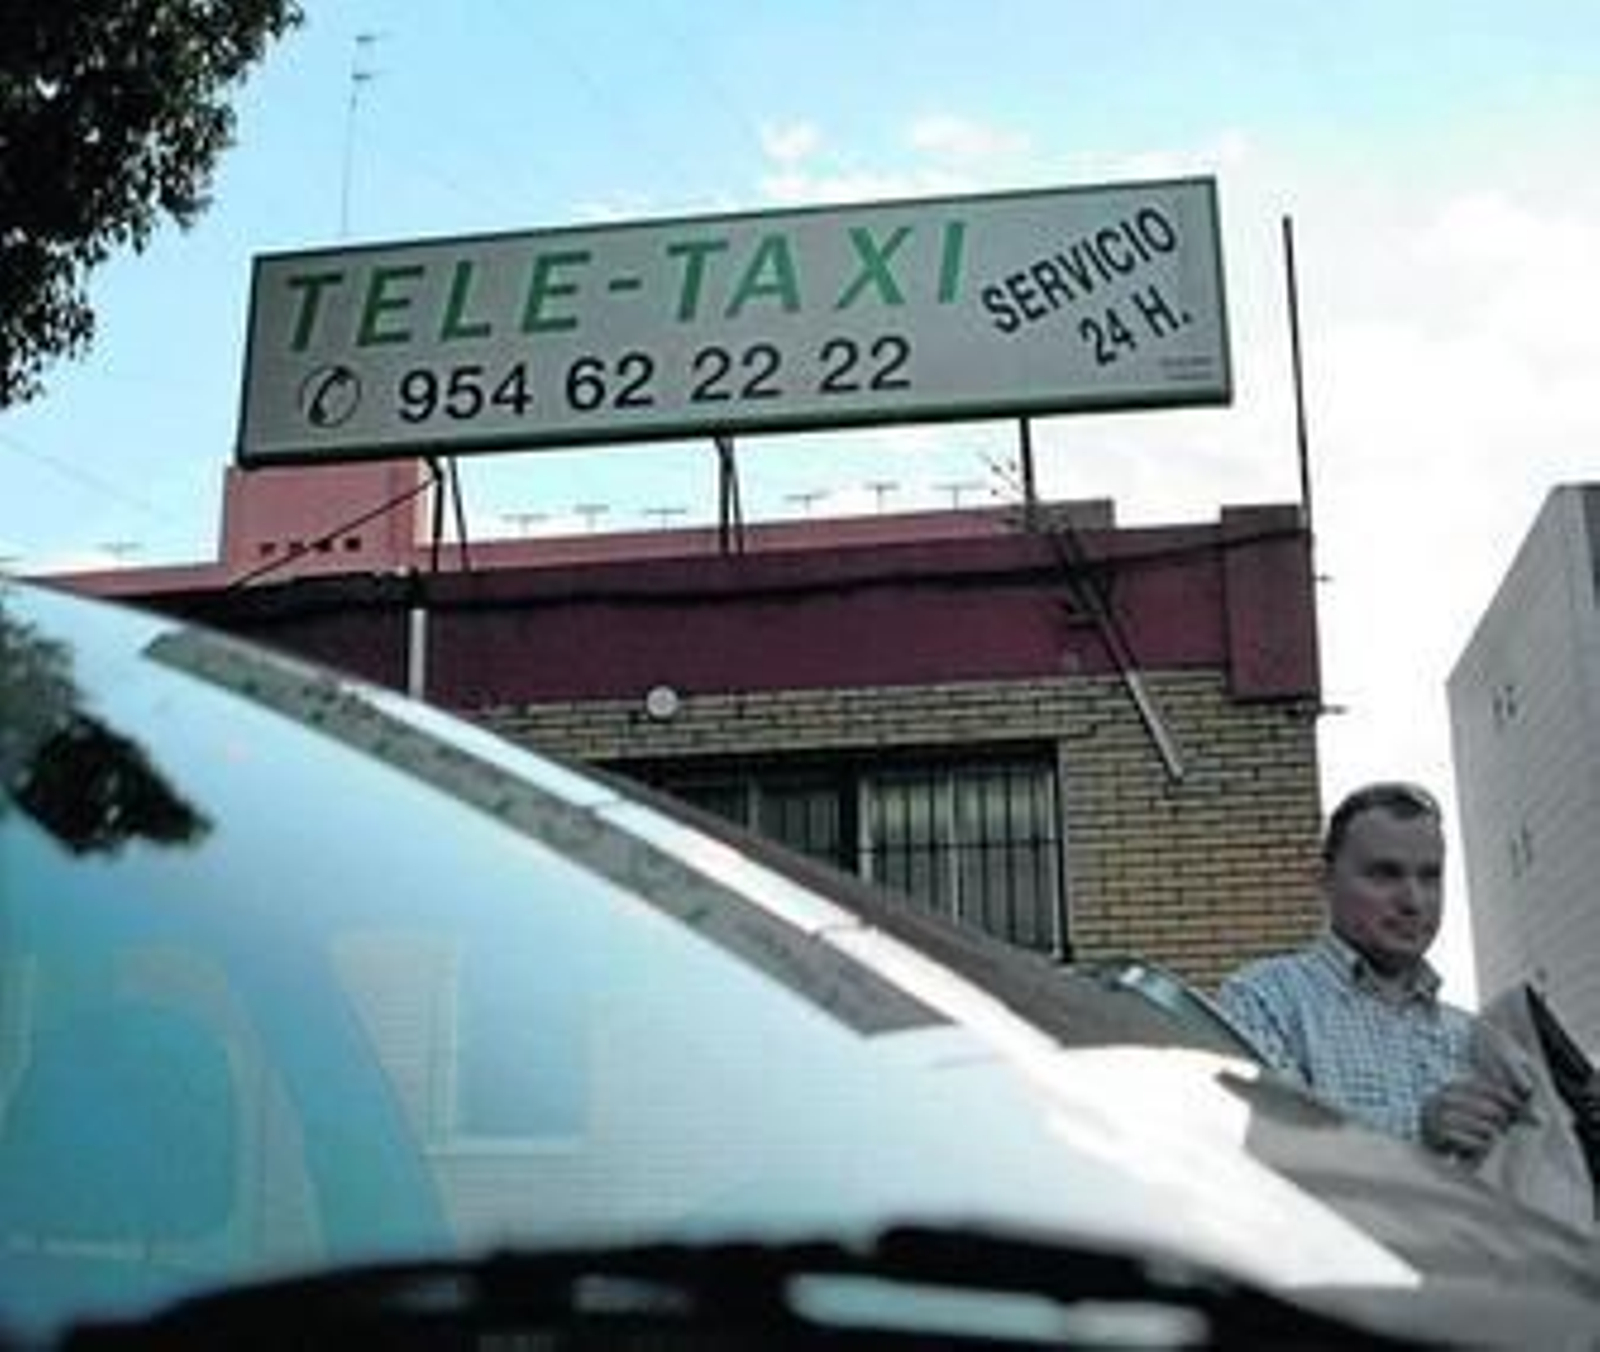 TELE-TAXI
954 62 22 22
SERVICIO
24 H.